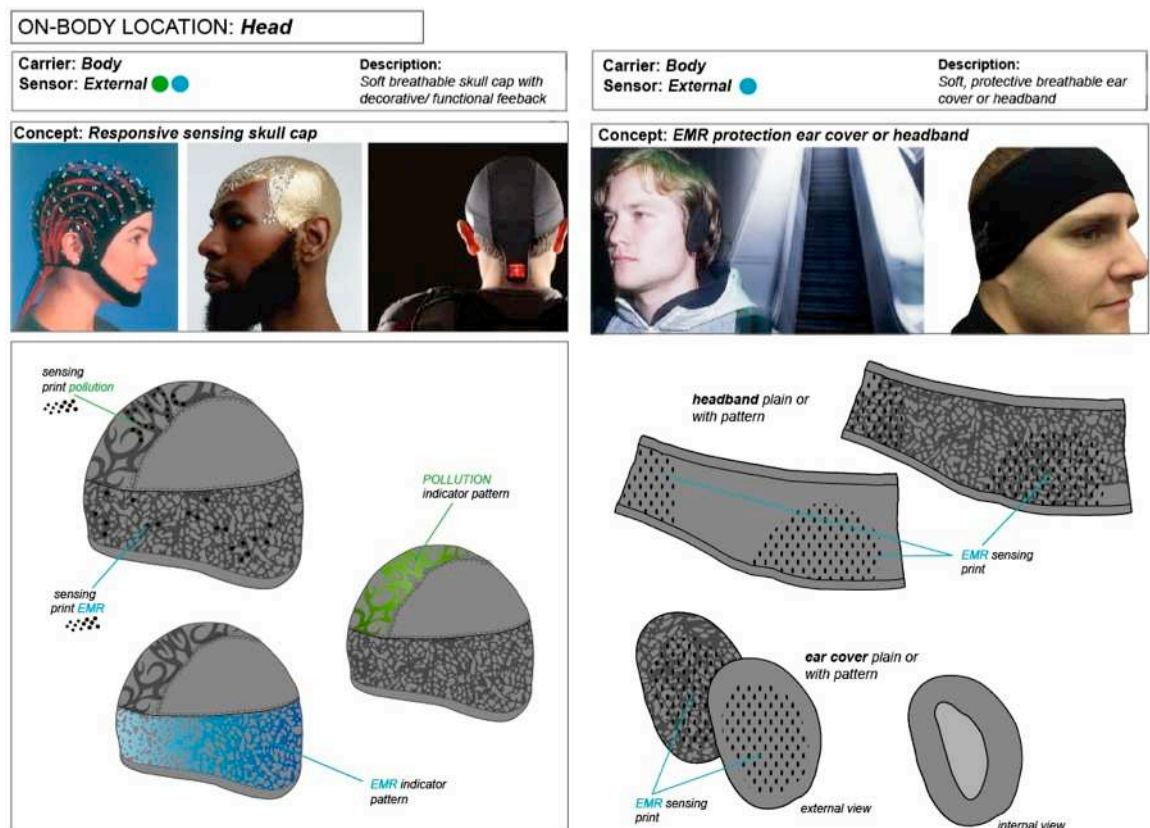 ON-BODY LOCATION: Head
Carrier: Body
Sensor: External
Description:
Soft breathable skull cap with
decorative/ functional feeback
Concept: Responsive sensing skull cap
sensing
print pollution
POLLUTION
indicator pattern
sensing
print EMR
EMR indicator
pattern
Carrier: Body
Sensor: External
Description:
Soft, protective breathable ear
cover or headband
Concept: EMR protection ear cover or headband
headband plain or
with pattern
EMR sensing
print
ear cover plain or
with pattern
EMR sensing
print
external view
internal view